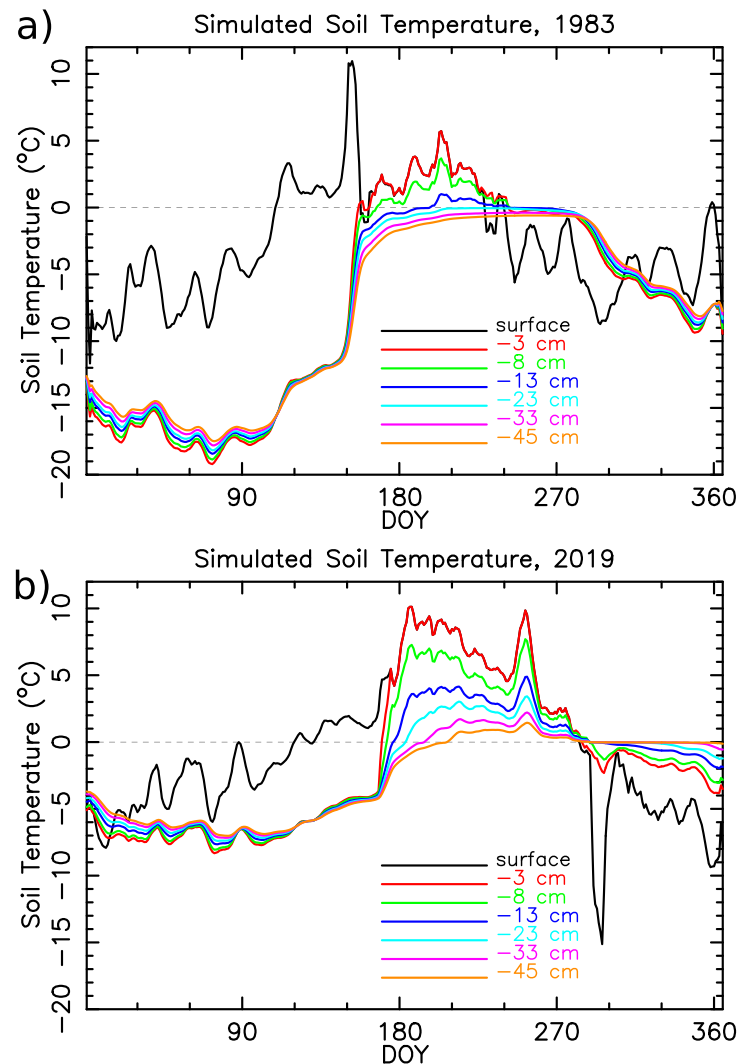 a)
Simulated Soil Temperature, 1983
Soil Temperature (°C)
10
5
0
−5
−10
−15
−20
surface
−3 cm
−8 cm
−13 cm
−23 cm
−33 cm
−45 cm
90
180
270
360
DOY
b)
Simulated Soil Temperature, 2019
Soil Temperature (°C)
10
5
0
−5
−10
−15
−20
surface
−3 cm
−8 cm
−13 cm
−23 cm
−33 cm
−45 cm
90
180
270
360
DOY